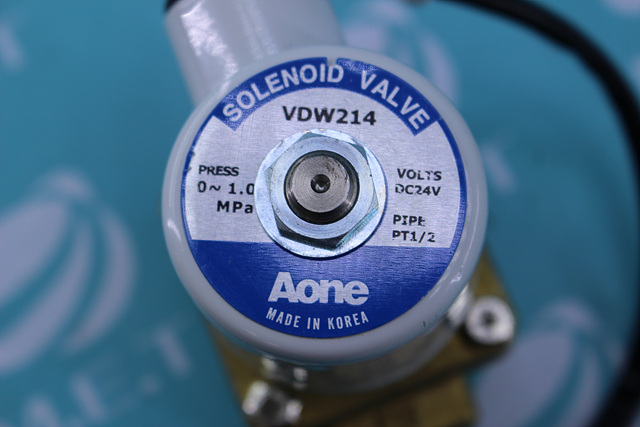 SOLENOID VALVE
VDW214
PRESS
0~ 1.0
MPa
VOLTS
DC24V
PIPE
PT1/2
Aone
MADE IN KOREA